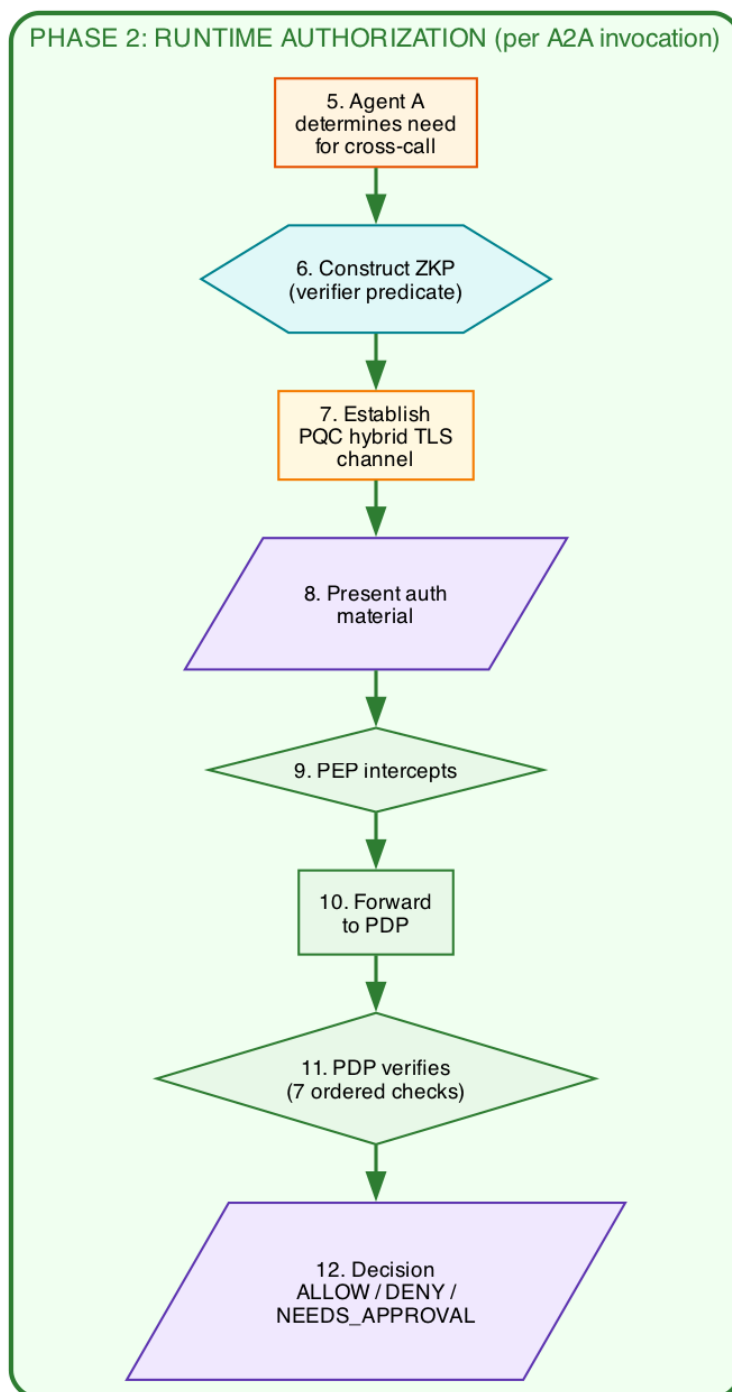 PHASE 2: RUNTIME AUTHORIZATION (per A2A invocation)
5. Agent A
determines need
for cross-call
6. Construct ZKP
(verifier predicate)
7. Establish
PQC hybrid TLS
channel
8. Present auth
material
9. PEP intercepts
10. Forward
to PDP
11. PDP verifies
(7 ordered checks)
12. Decision
ALLOW / DENY /
NEEDS_APPROVAL